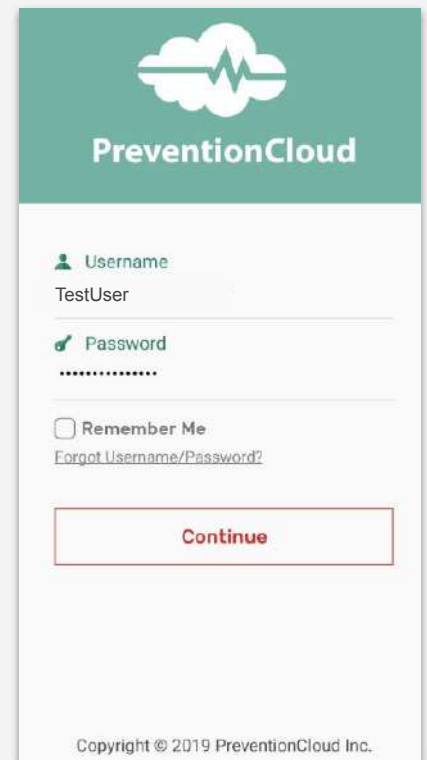 PreventionCloud
Username
TestUser
Password
Remember Me
Forgot Username/Password?
Continue
Copyright © 2019 PreventionCloud Inc.